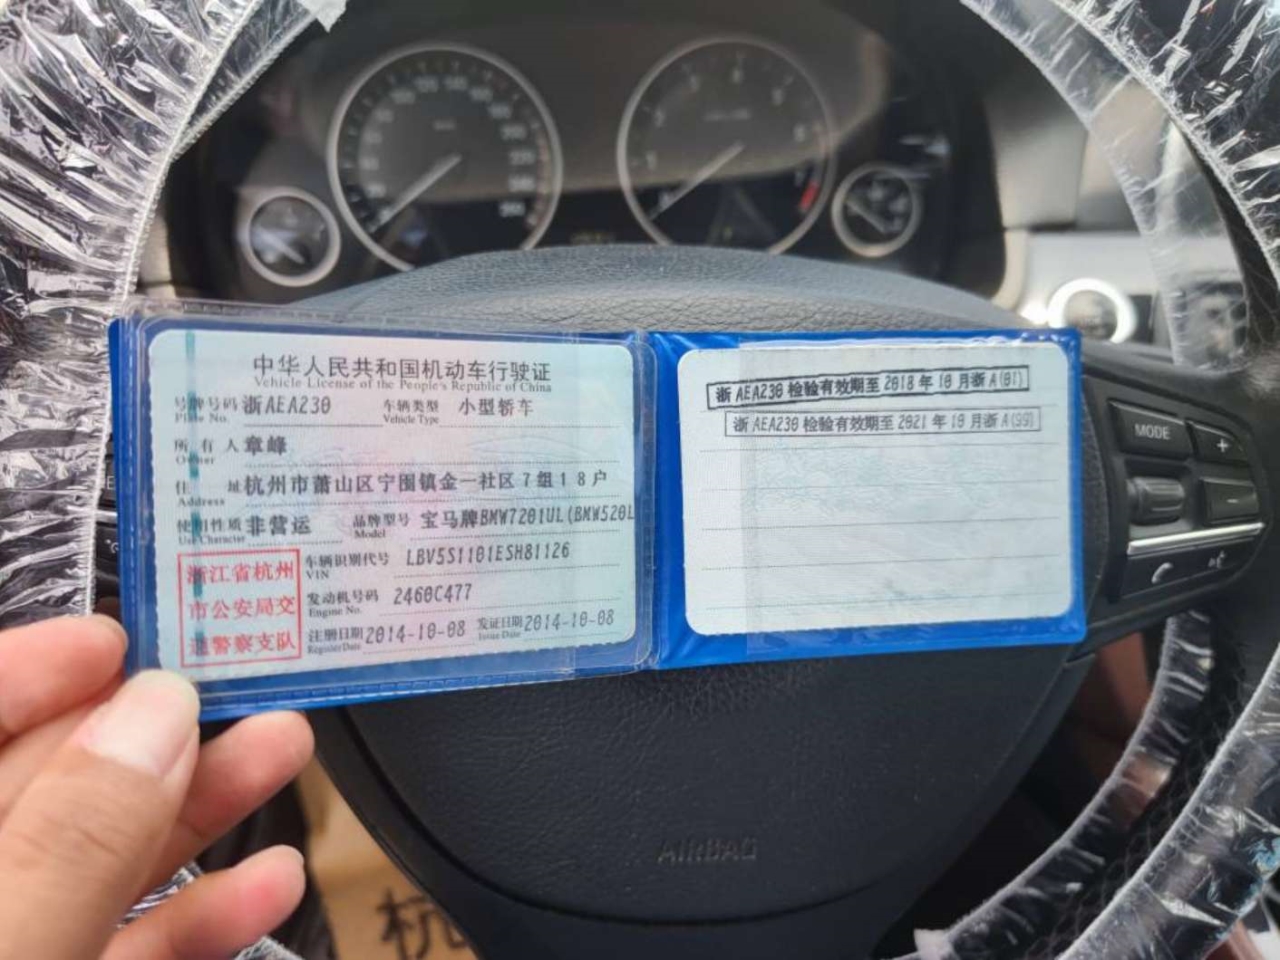 中华人民共和国机动车行驶证
Vehicle License of the People's Republic of China
号牌号码 浙AEA230 车辆类型 小型轿车
Plate No. Vehicle Type
所有人 章峰
Owner
住址 杭州市萧山区宁围镇金一社区7组18户
Address
使用性质 非营运 品牌型号 宝马牌BMW7201UL(BMW520L
Use Character Model
浙江省杭州
市公安局交
通警察支队
车辆识别代号 LBV5S1101ESH81126
VIN
发动机号码 2460C477
Engine No.
注册日期 2014-10-08 发证日期 2014-10-08
Register Date Issue Date
浙AEA230检验有效期至2018年10月浙A(01)
浙AEA230检验有效期至2021年10月浙A(99)
MODE
+
AIRBAG
杭